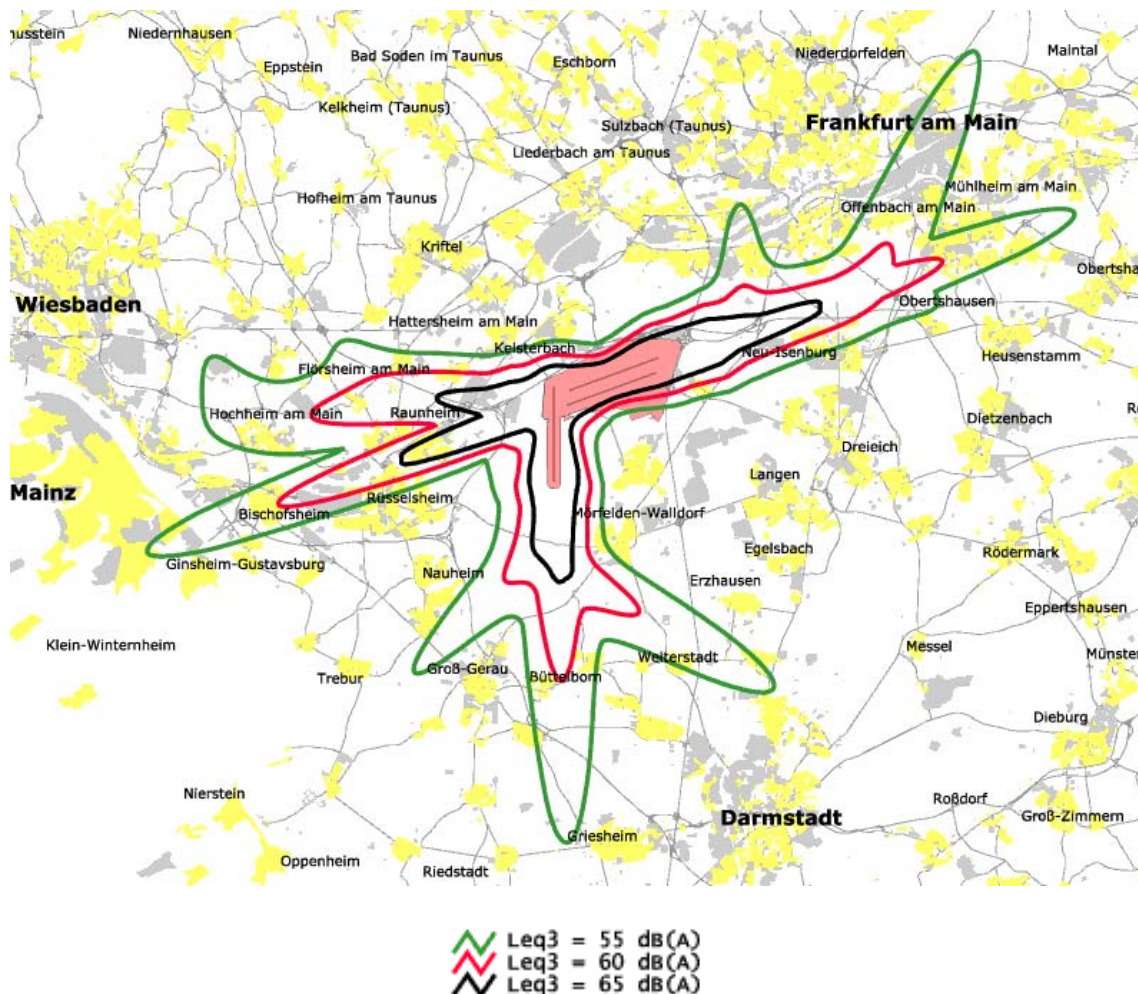 Niedernhausen
Eppstein
Bad Soden im Taunus
Eschborn
Niederdorfelden
Maintal
Kelkheim (Taunus)
Sulzbach (Taunus)
Frankfurt am Main
Liederbach am Taunus
Hofheim am Taunus
Mühlheim am Main
Offenbach am Main
Kriftel
Wiesbaden
Obertshausen
Hattersheim am Main
Kelsterbach
Neu-Isenburg
Heusenstamm
Flörsheim am Main
Hochheim am Main
Raunheim
Dietzenbach
Dreieich
Mainz
Rüsselsheim
Langen
Bischofsheim
Mörfelden-Walldorf
Ginsheim-Gustavsburg
Nauheim
Egelsbach
Rödermark
Erzhausen
Eppertshausen
Klein-Winternheim
Messel
Weiterstadt
Groß-Gerau
Trebur
Büttelborn
Dieburg
Nierstein
Darmstadt
Roßdorf
Groß-Zimmern
Griesheim
Oppenheim
Riedstadt
Leq3 = 55 dB(A)
Leq3 = 60 dB(A)
Leq3 = 65 dB(A)